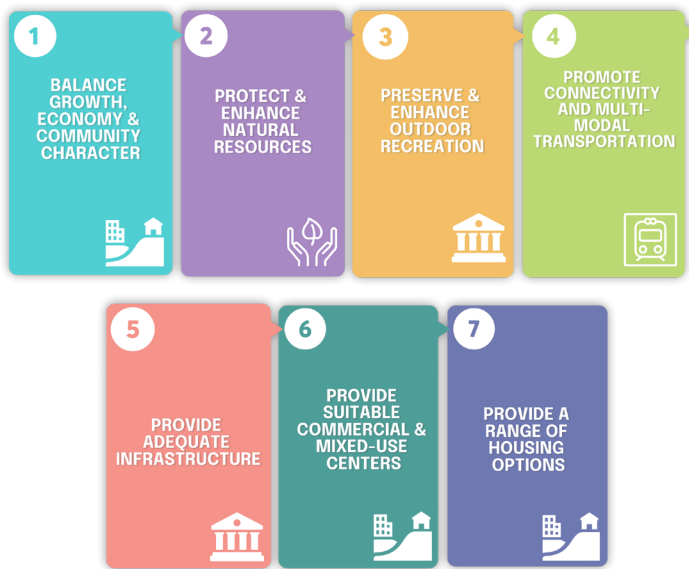 1
BALANCE
GROWTH,
ECONOMY &
COMMUNITY
CHARACTER
2
PROTECT &
ENHANCE
NATURAL
RESOURCES
3
PRESERVE &
ENHANCE
OUTDOOR
RECREATION
4
PROMOTE
CONNECTIVITY
AND MULTI-
MODAL
TRANSPORTATION
5
PROVIDE
ADEQUATE
INFRASTRUCTURE
6
PROVIDE
SUITABLE
COMMERCIAL &
MIXED-USE
CENTERS
7
PROVIDE A
RANGE OF
HOUSING
OPTIONS